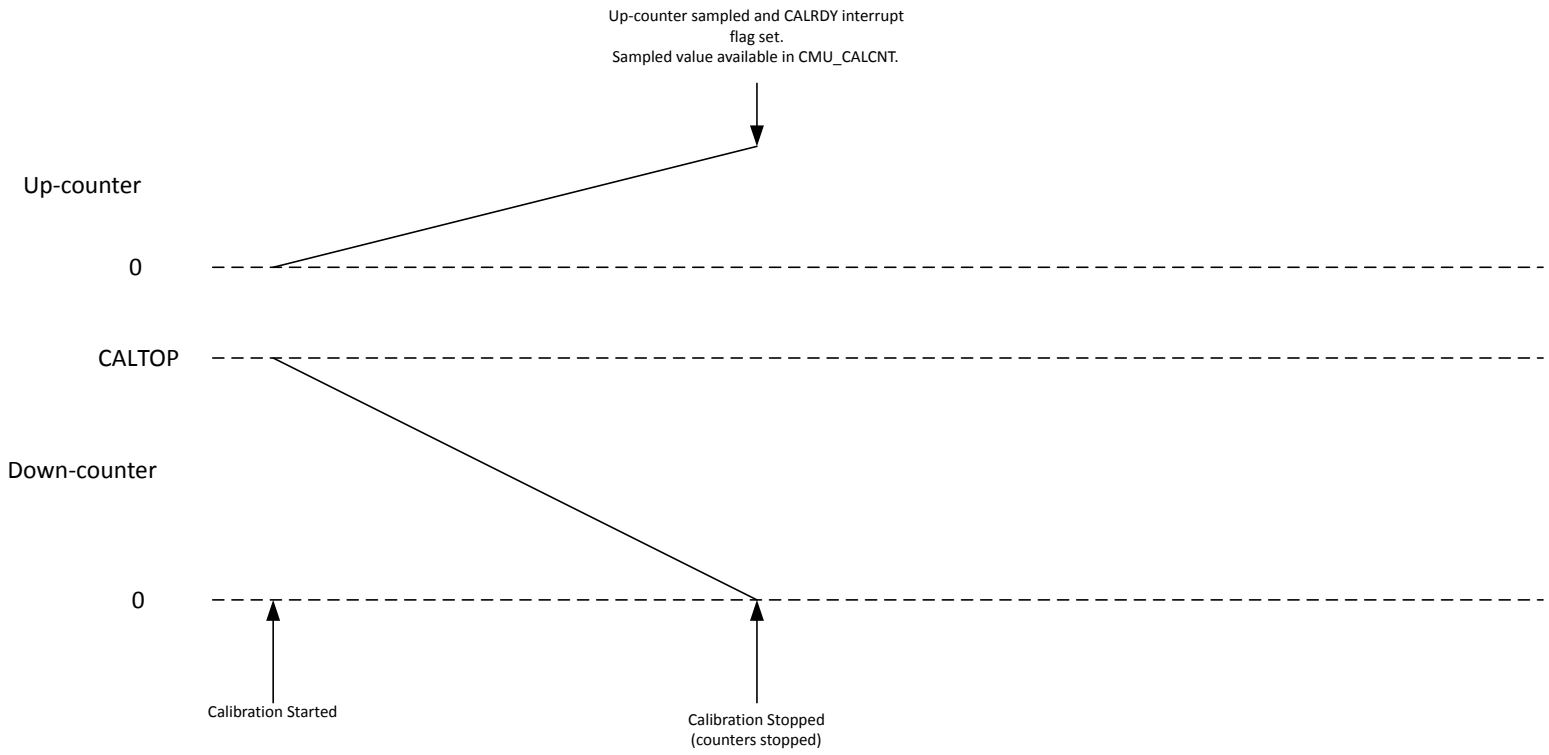 Up-counter sampled and CALRDY interrupt
flag set.
Sampled value available in CMU_CALCNT.
Up-counter
0
CALTOP
Down-counter
0
Calibration Started
Calibration Stopped
(counters stopped)